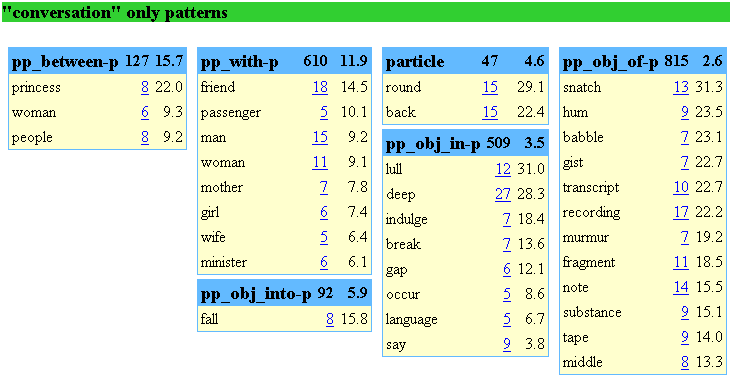 "conversation" only patterns
pp_between-p 127 15.7
princess 8 22.0
woman 6 9.3
people 8 9.2
pp_with-p 610 11.9
friend 18 14.5
passenger 5 10.1
man 15 9.2
woman 11 9.1
mother 7 7.8
girl 6 7.4
wife 5 6.4
minister 6 6.1
pp_obj_into-p 92 5.9
fall 8 15.8
particle 47 4.6
round 15 29.1
back 15 22.4
pp_obj_in-p 509 3.5
lull 12 31.0
deep 27 28.3
indulge 7 18.4
break 7 13.6
gap 6 12.1
occur 5 8.6
language 5 6.7
say 9 3.8
pp_obj_of-p 815 2.6
snatch 13 31.3
hum 9 23.5
babble 7 23.1
gist 7 22.7
transcript 10 22.7
recording 17 22.2
murmur 7 19.2
fragment 11 18.5
note 14 15.5
substance 9 15.1
tape 9 14.0
middle 8 13.3